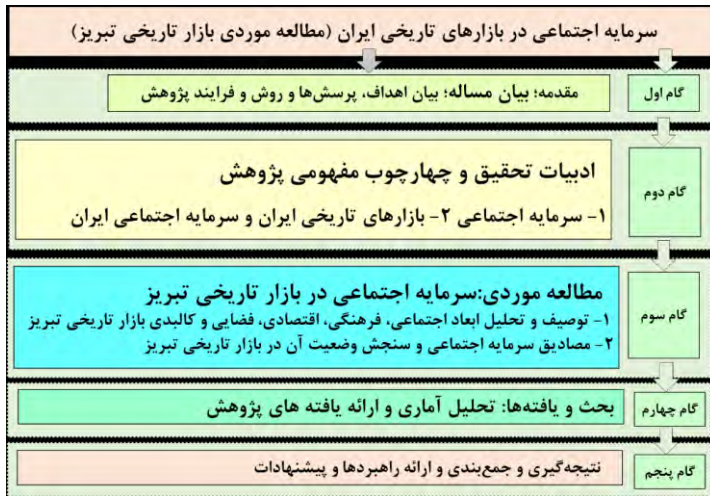 سرمایه اجتماعی در بازارهای تاریخی ایران (مطالعه موردی بازار تاریخی تبریز)
گام اول
مقدمه؛ بیان مساله؛ بیان اهداف، پرسش‌ها و روش و فرایند پژوهش
گام دوم
ادبیات تحقیق و چهارچوب مفهومی پژوهش
۱- سرمایه اجتماعی ۲- بازارهای تاریخی ایران و سرمایه اجتماعی ایران
گام سوم
مطالعه موردی:سرمایه اجتماعی در بازار تاریخی تبریز
۱- توصیف و تحلیل ابعاد اجتماعی، فرهنگی، اقتصادی، فضایی و کالبدی بازار تاریخی تبریز
۲- مصادیق سرمایه اجتماعی و سنجش وضعیت آن در بازار تاریخی تبریز
گام چهارم
بحث و یافته‌ها: تحلیل آماری و ارائه یافته های پژوهش
گام پنجم
نتیجه‌گیری و جمع‌بندی و ارائه راهبردها و پیشنهادات